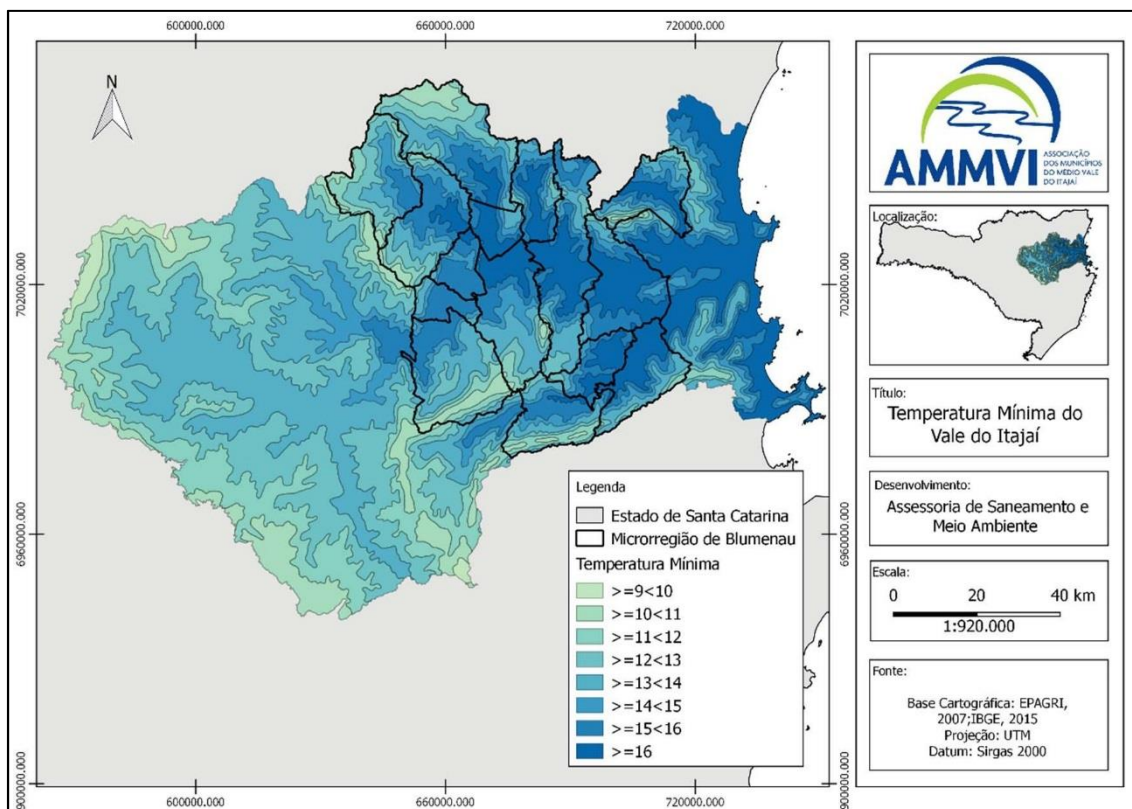 600000.000
660000.000
720000.000
N
7020000.000
6960000.000
6900000.000
7020000.000
6960000.000
6900000.000
600000.000
660000.000
720000.000
Legenda
Estado de Santa Catarina
Microrregião de Blumenau
Temperatura Mínima
>=9<10
>=10<11
>=11<12
>=12<13
>=13<14
>=14<15
>=15<16
>=16
AMMVI
ASSOCIAÇÃO
DOS MUNICÍPIOS
DO MÉDIO VALE
DO ITAJAÍ
Localização:
Título:
Temperatura Mínima do
Vale do Itajaí
Desenvolvimento:
Assessoria de Saneamento e
Meio Ambiente
Escala:
0 20 40 km
1:920.000
Fonte:
Base Cartográfica: EPAGRI,
2007;IBGE, 2015
Projeção: UTM
Datum: Sirgas 2000